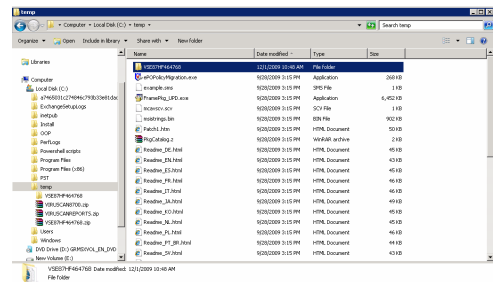 temp
Computer Local Disk (C:) temp
Search temp
Organize Open Include in library Share with New folder
Libraries
Computer
Local Disk (C:)
ExchangeSetupLogs
inetpub
Install
OOP
PerfLogs
Powershell scripts
Program Files
Program Files (x86)
PST
temp
VSE87HF464768
VIRUSCAN8700.zip
VIRUSCANREPORTS.zip
VSE87HF464768.zip
Users
Windows
DVD Drive (D:) GRMSXVOL_EN_DVD
New Volume (E:)
Name Date modified Type Size
VSE87HF464768 12/1/2009 10:48 AM File folder
ePOPolicyMigration.exe 9/28/2009 3:15 PM Application 268 KB
example.sms 9/28/2009 3:15 PM SMS File 1 KB
FramePkg_UPD.exe 9/28/2009 3:15 PM Application 6,452 KB
mcavscv.scv 9/28/2009 3:15 PM SCV File 1 KB
msistrings.bin 9/28/2009 3:15 PM BIN File 902 KB
Patch1.htm 9/28/2009 3:15 PM HTML Document 50 KB
PkgCatalog.z 9/28/2009 3:15 PM WinRAR archive 2 KB
Readme_DE.html 9/28/2009 3:15 PM HTML Document 45 KB
Readme_EN.html 9/28/2009 3:15 PM HTML Document 43 KB
Readme_ES.html 9/28/2009 3:15 PM HTML Document 45 KB
Readme_FR.html 9/28/2009 3:15 PM HTML Document 46 KB
Readme_IT.html 9/28/2009 3:15 PM HTML Document 46 KB
Readme_JA.html 9/28/2009 3:15 PM HTML Document 49 KB
Readme_KO.html 9/28/2009 3:15 PM HTML Document 45 KB
Readme_NL.html 9/28/2009 3:15 PM HTML Document 45 KB
Readme_PL.html 9/28/2009 3:15 PM HTML Document 46 KB
Readme_PT_BR.html 9/28/2009 3:15 PM HTML Document 44 KB
Readme_SV.html 9/28/2009 3:15 PM HTML Document 43 KB
VSE87HF464768 Date modified: 12/1/2009 10:48 AM
File folder